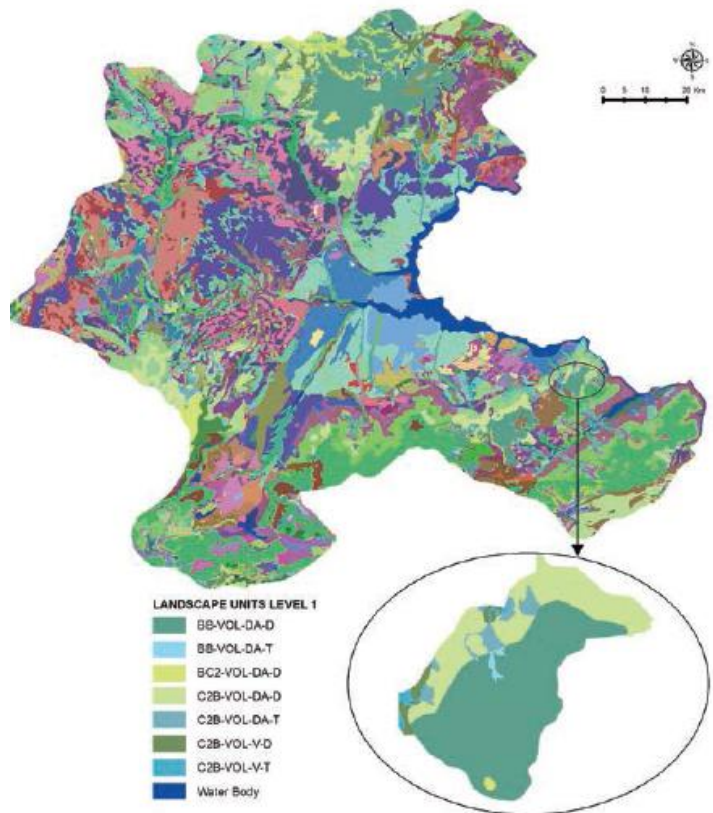 N
W
S
0 5 10 20 Km
LANDSCAPE UNITS LEVEL 1
BB-VOL-DA-D
BB-VOL-DA-T
BC2-VOL-DA-D
C2B-VOL-DA-D
C2B-VOL-DA-T
C2B-VOL-V-D
C2B-VOL-V-T
Water Body